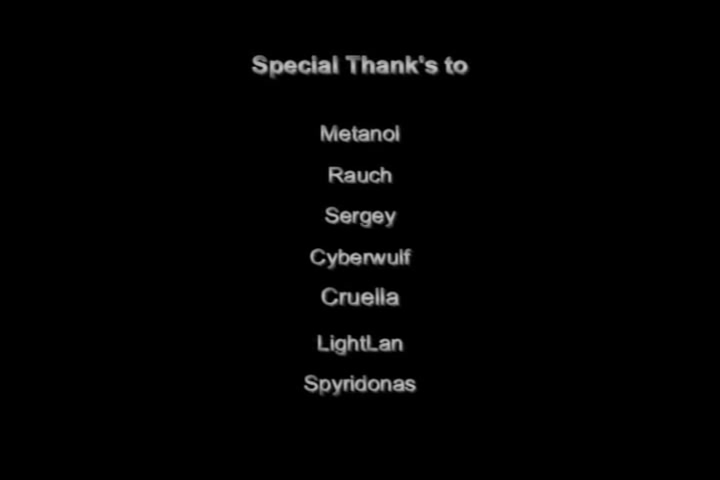 Special Thank's to
Metanol
Rauch
Sergey
Cyberwulf
Cruella
LightLan
Spyridonas